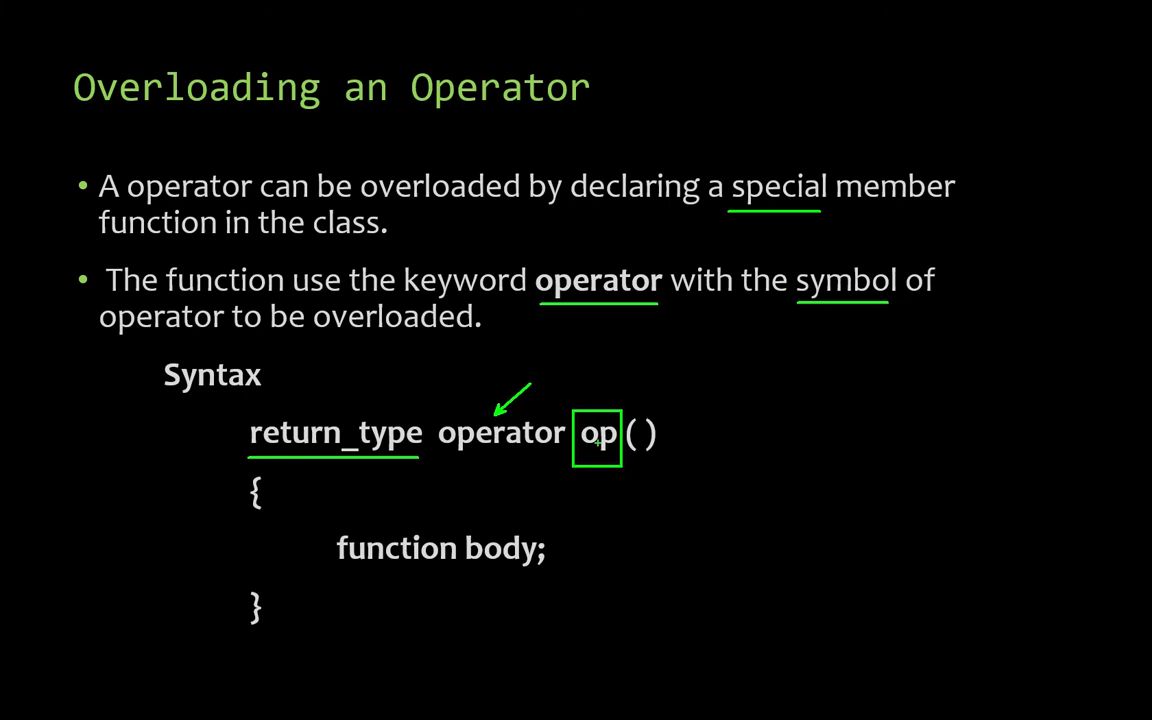 Overloading an Operator
• A operator can be overloaded by declaring a special member
function in the class.
• The function use the keyword operator with the symbol of
operator to be overloaded.
Syntax
return_type operator op ( )
{
function body;
}